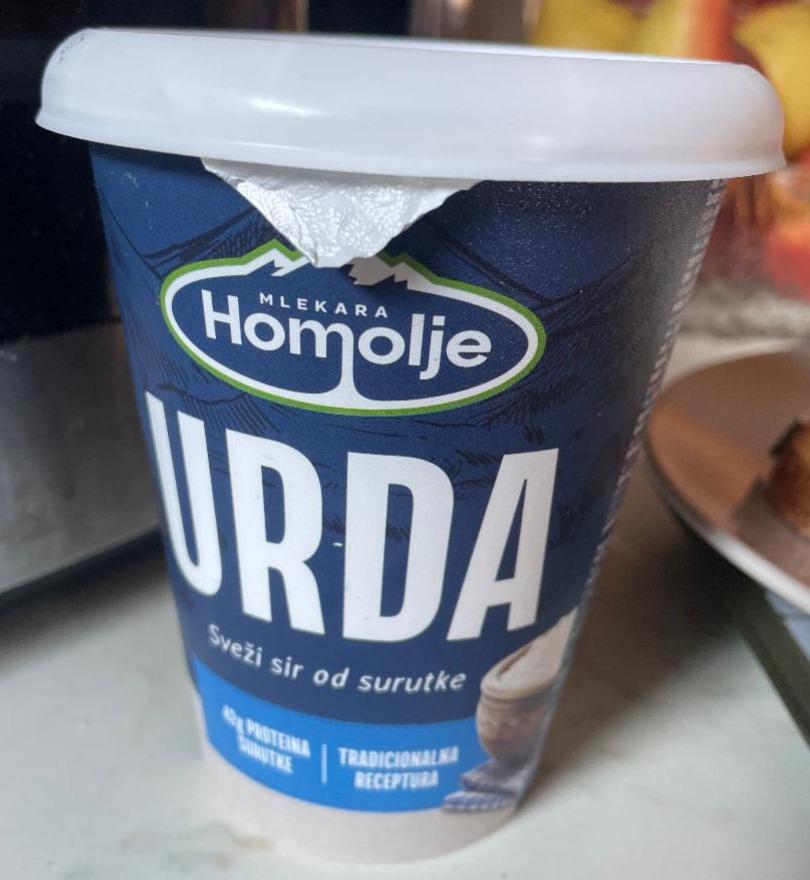 MLEKARA
Homolje
URDA
Sveži sir od surutke
PROTEINA
SURUTKE
TRADICIONALNA
RECEPTURA